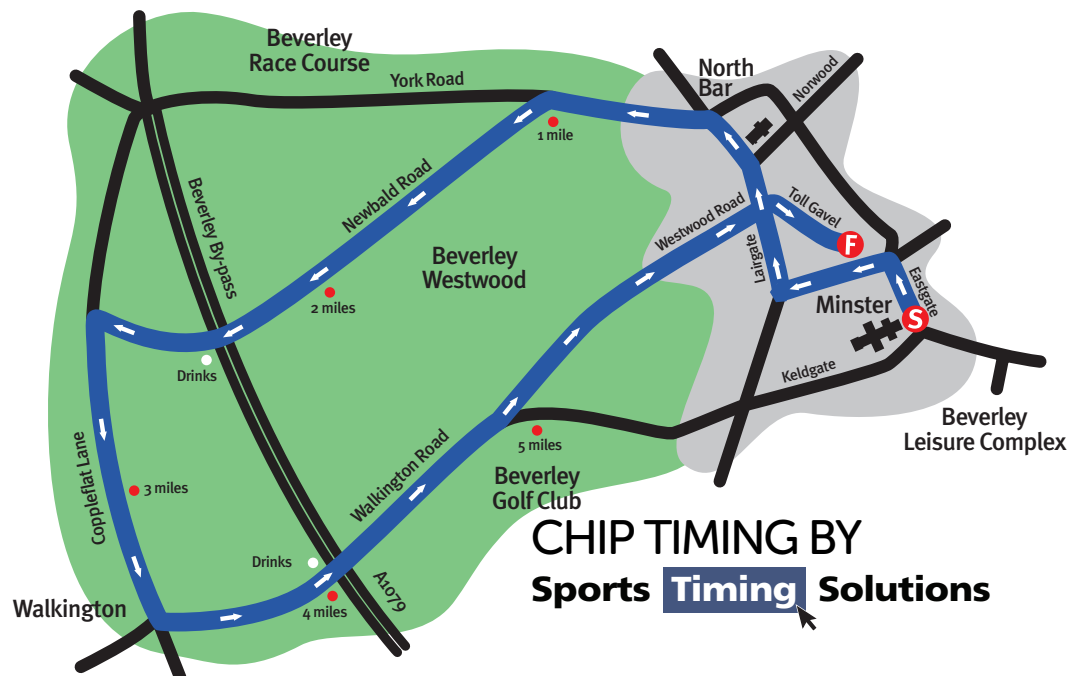 Beverley
Race Course
York Road
North
Bar
Norwood
1 mile
Newbald Road
Beverley By-pass
Westwood Road
Toll Gavel
F
Beverley
Westwood
Lairgate
2 miles
Minster
Eastgate
S
Drinks
Keldgate
Beverley
Leisure Complex
Coppleflat Lane
3 miles
Walkington Road
5 miles
Beverley
Golf Club
CHIP TIMING BY
Drinks
Sports Timing Solutions
A1079
4 miles
Walkington